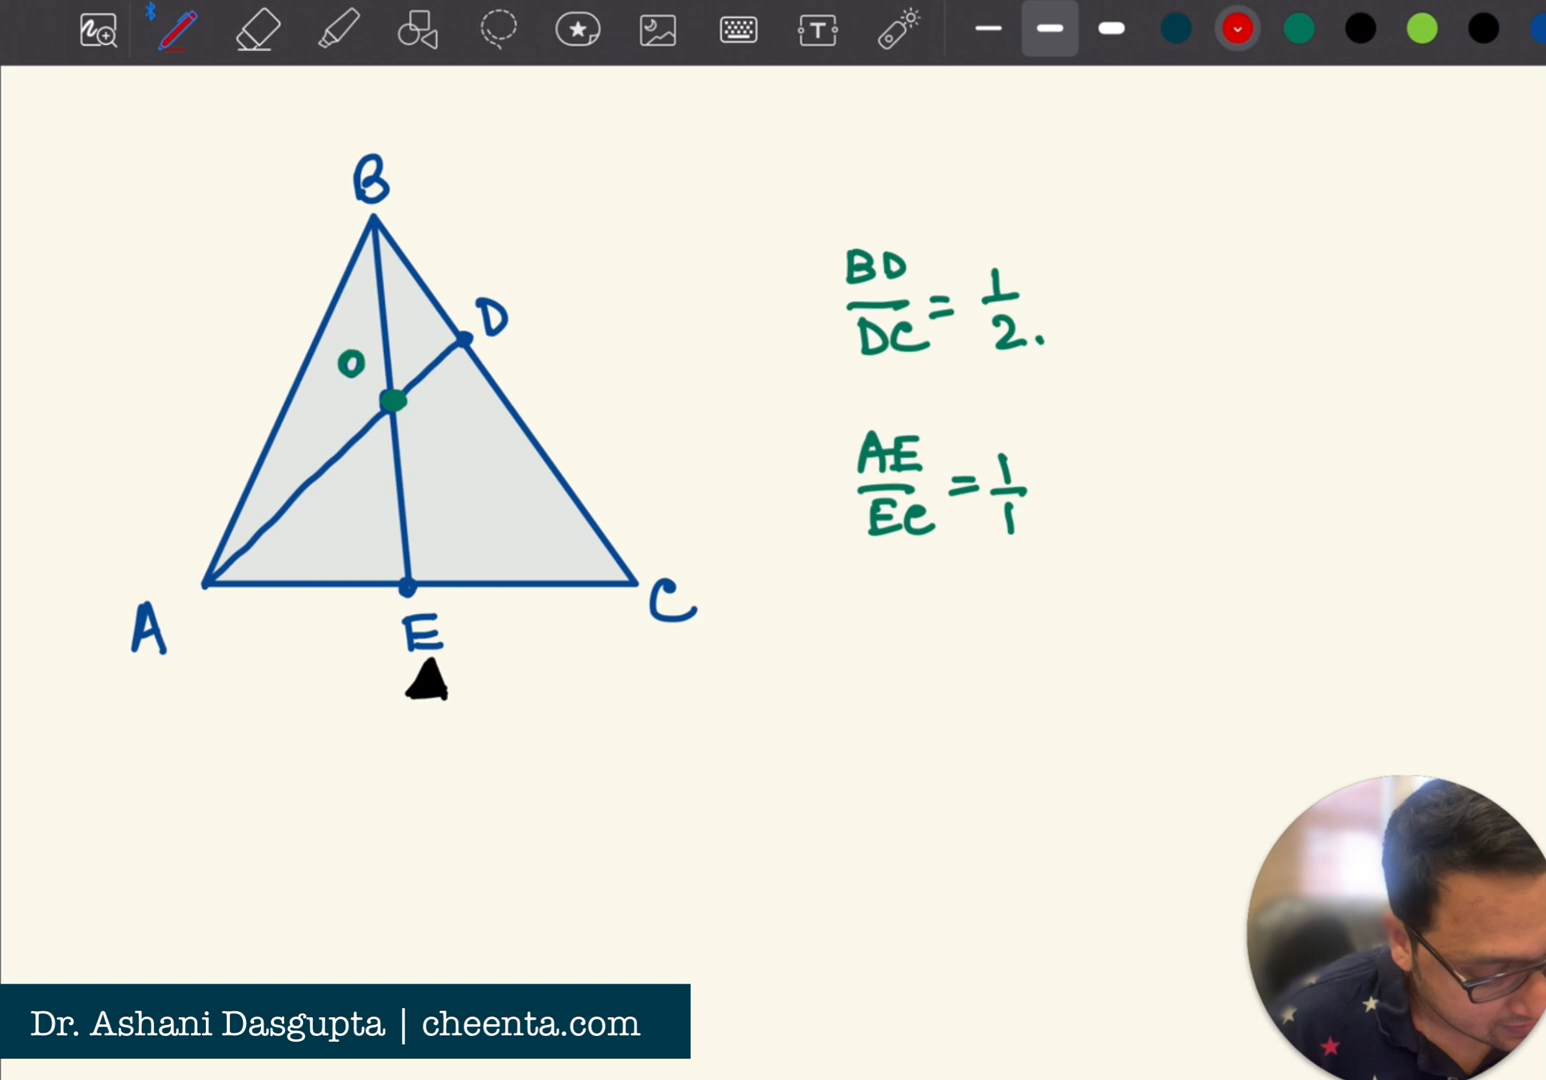 B
D
O
A
E
C
BD/DC = 1/2.
AE/EC = 1/1
Dr. Ashani Dasgupta | cheenta.com
T